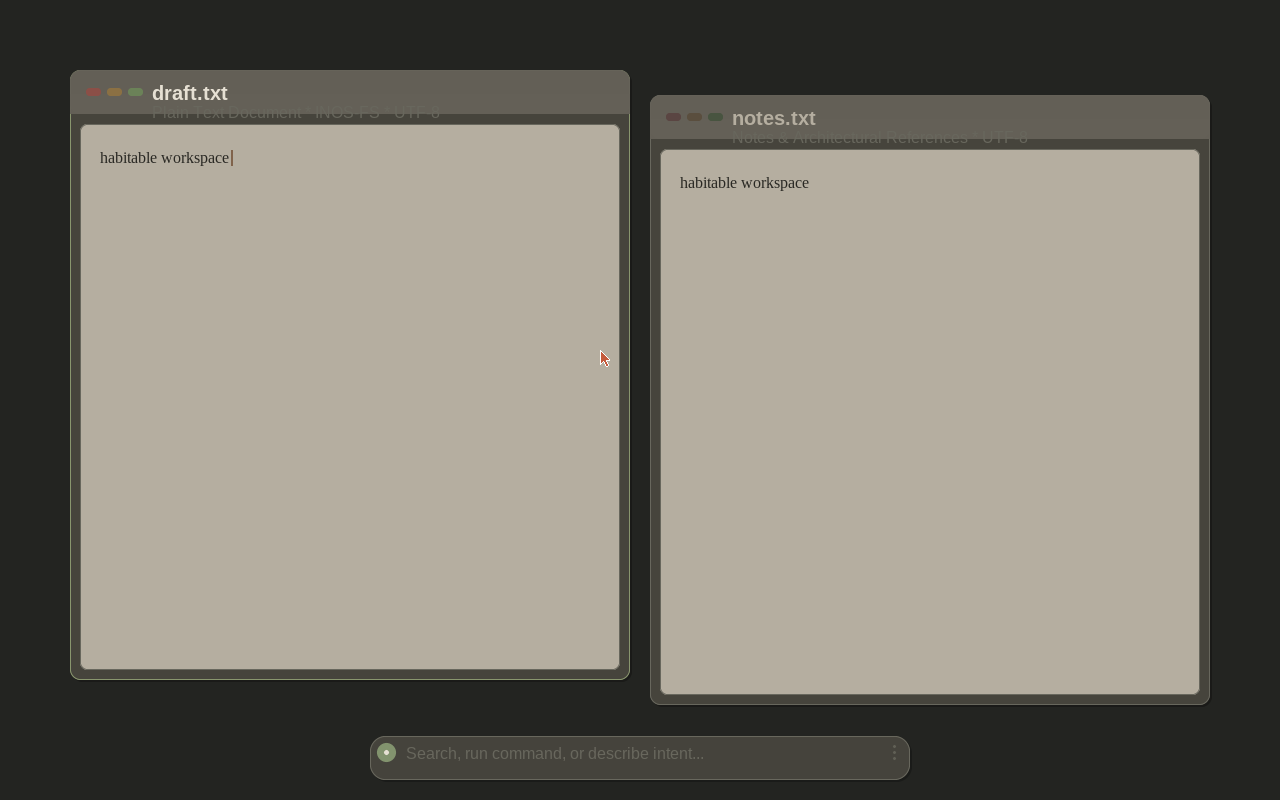 draft.txt
Plain Text Document * INGS-FS * UTF-8
habitable workspace
notes.txt
Notes & Architectural References * UTF-8
habitable workspace
Search, run command, or describe intent...